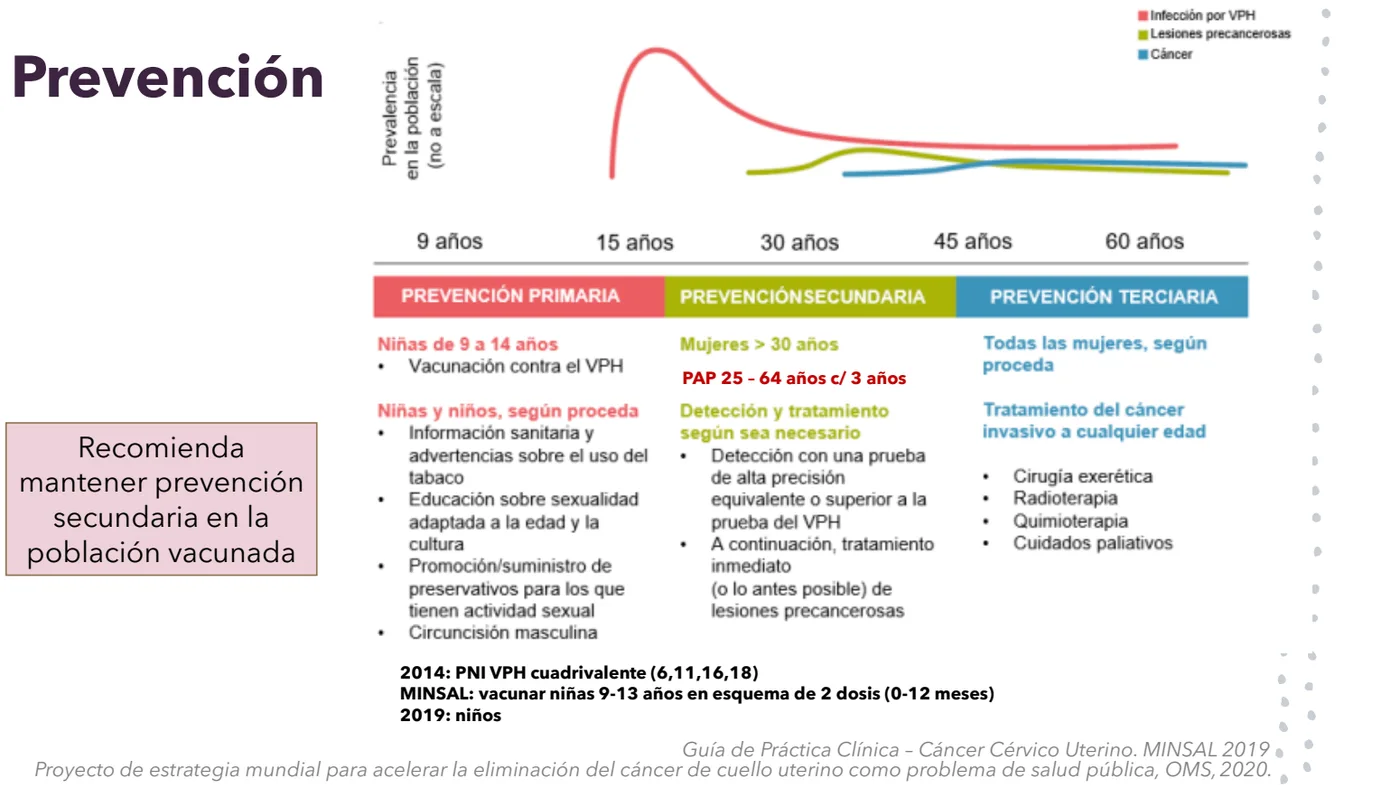 Prevención
Prevalencia
en la población
(no a escala)
Infección por VPH
Lesiones precancerosas
Cáncer
9 años
15 años
30 años
45 años
60 años
PREVENCIÓN PRIMARIA
Niñas de 9 a 14 años
• Vacunación contra el VPH
Niñas y niños, según proceda
• Información sanitaria y
advertencias sobre el uso del
tabaco
• Educación sobre sexualidad
adaptada a la edad y la
cultura
• Promoción/suministro de
preservativos para los que
tienen actividad sexual
• Circuncisión masculina
PREVENCIÓNSECUNDARIA
Mujeres > 30 años
PAP 25 – 64 años c/ 3 años
Detección y tratamiento
según sea necesario
• Detección con una prueba
de alta precisión
equivalente o superior a la
prueba del VPH
• A continuación, tratamiento
inmediato
(o lo antes posible) de
lesiones precancerosas
PREVENCIÓN TERCIARIA
Todas las mujeres, según
proceda
Tratamiento del cáncer
invasivo a cualquier edad
• Cirugía exerética
• Radioterapia
• Quimioterapia
• Cuidados paliativos
Recomienda
mantener prevención
secundaria en la
población vacunada
2014: PNI VPH cuadrivalente (6,11,16,18)
MINSAL: vacunar niñas 9-13 años en esquema de 2 dosis (0-12 meses)
2019: niños
Guía de Práctica Clínica – Cáncer Cérvico Uterino. MINSAL 2019
Proyecto de estrategia mundial para acelerar la eliminación del cáncer de cuello uterino como problema de salud pública, OMS, 2020.